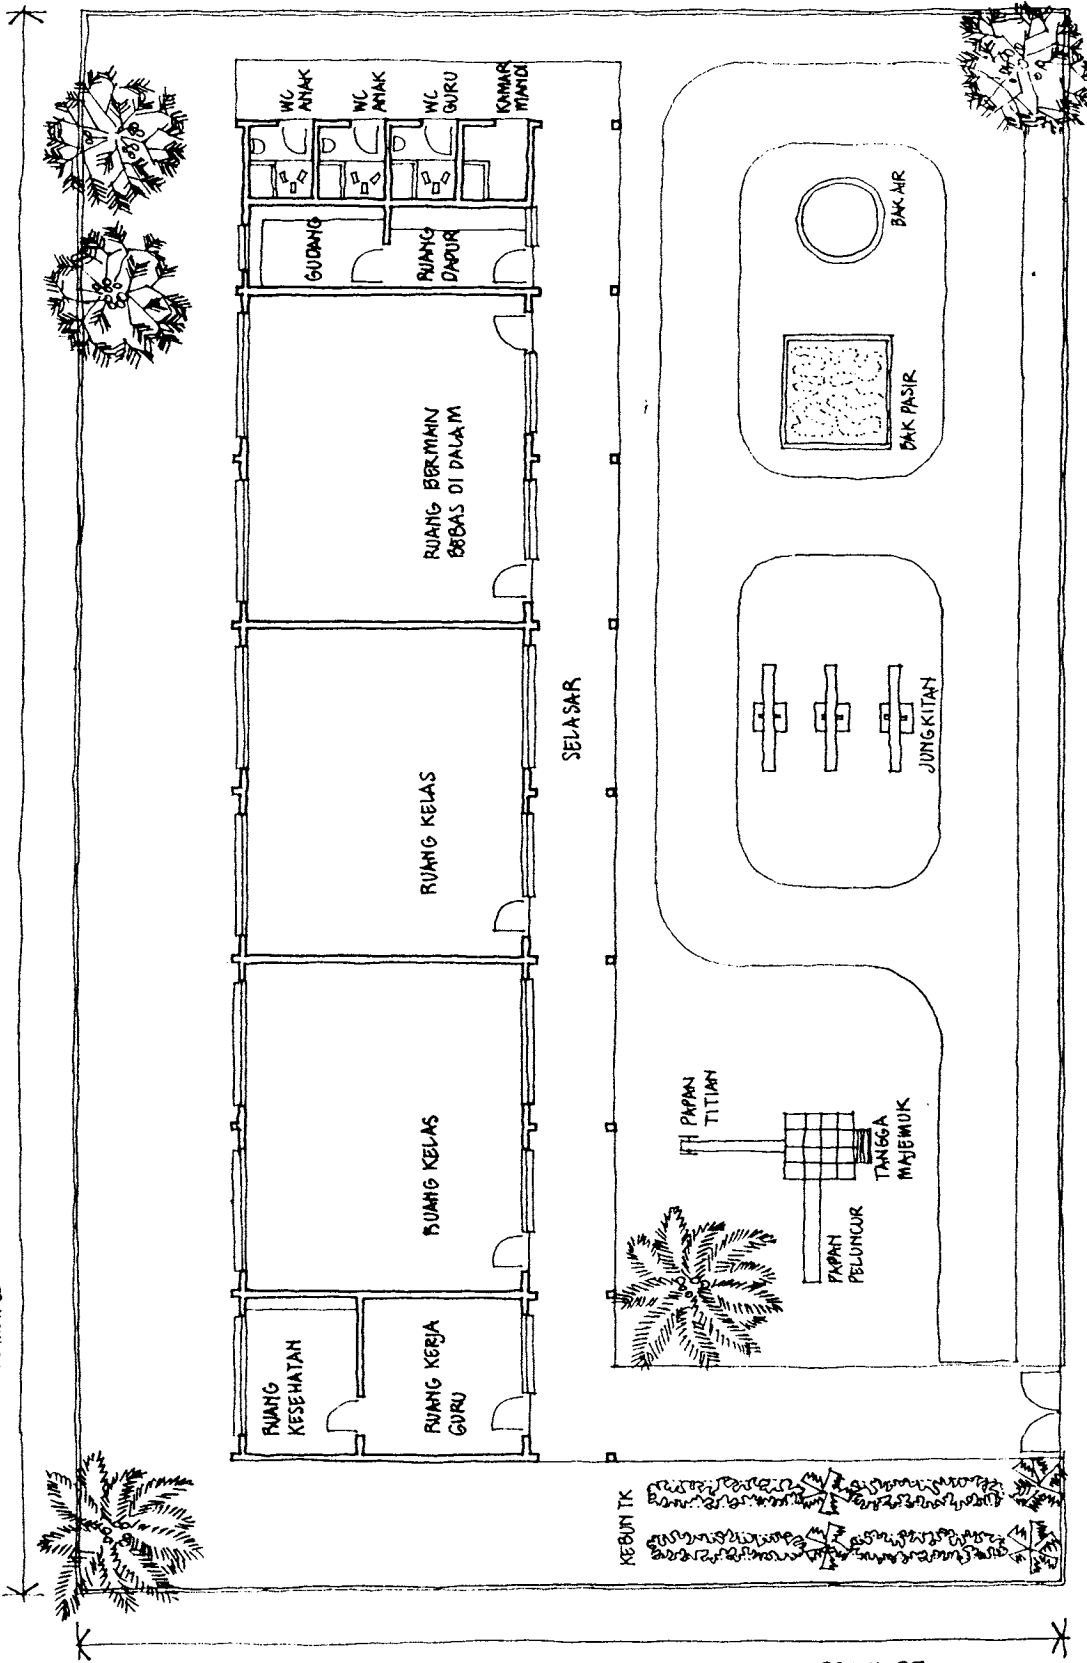 WC
ANAK
WC
ANAK
WC
GURU
KAMAR
MANDI
GUDANG
RUANG
DAPUR
RUANG BERMAIN
BEBAS DI DALAM
RUANG KELAS
RUANG KELAS
RUANG
KESEHATAN
RUANG KERJA
GURU
SELASAR
BAK AIR
BAK PASIR
JUNGKITAN
PAPAN
TITIAN
TANGGA
MAJEMUK
PAPAN
PELUNCUR
KEBUN TK